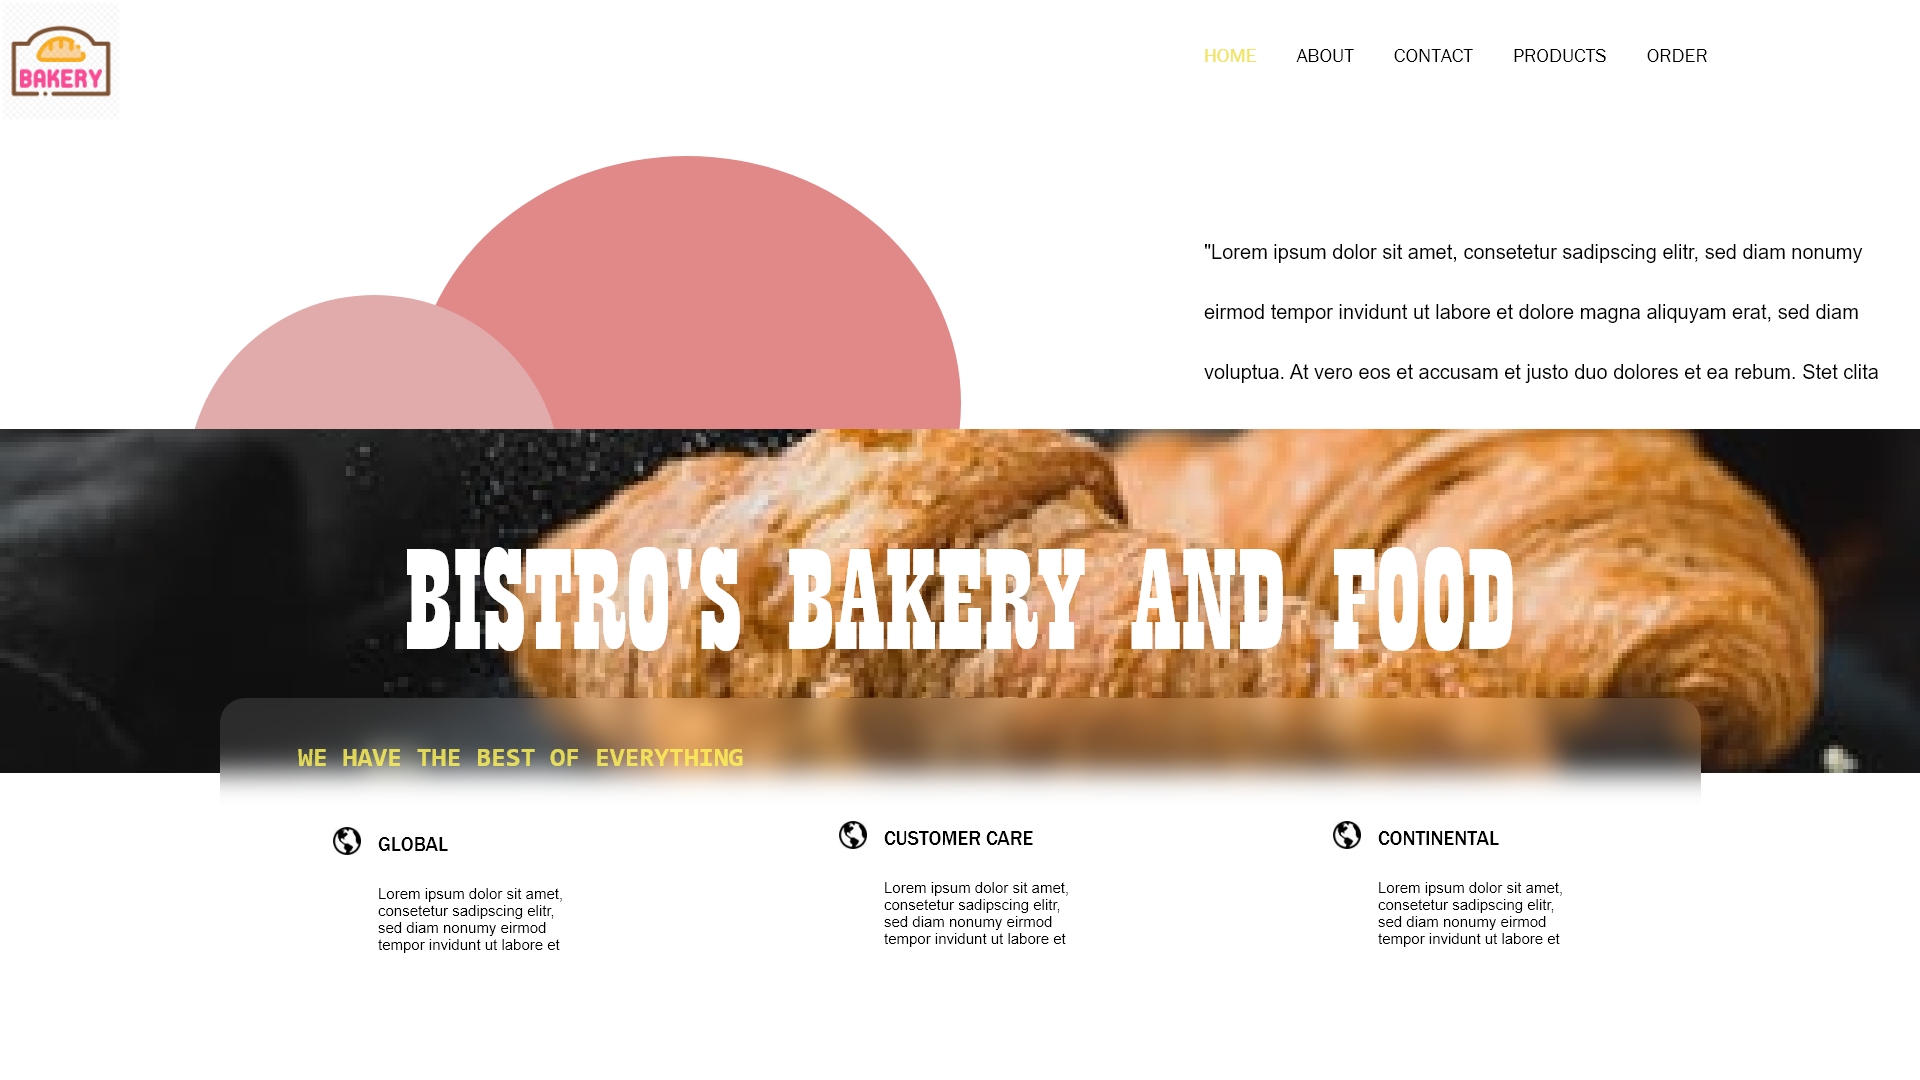 BAKERY
HOME ABOUT CONTACT PRODUCTS ORDER
"Lorem ipsum dolor sit amet, consetetur sadipscing elitr, sed diam nonumy
eirmod tempor invidunt ut labore et dolore magna aliquyam erat, sed diam
voluptua. At vero eos et accusam et justo duo dolores et ea rebum. Stet clita
BISTRO'S BAKERY AND FOOD
WE HAVE THE BEST OF EVERYTHING
GLOBAL
Lorem ipsum dolor sit amet,
consetetur sadipscing elitr,
sed diam nonumy eirmod
tempor invidunt ut labore et
CUSTOMER CARE
Lorem ipsum dolor sit amet,
consetetur sadipscing elitr,
sed diam nonumy eirmod
tempor invidunt ut labore et
CONTINENTAL
Lorem ipsum dolor sit amet,
consetetur sadipscing elitr,
sed diam nonumy eirmod
tempor invidunt ut labore et